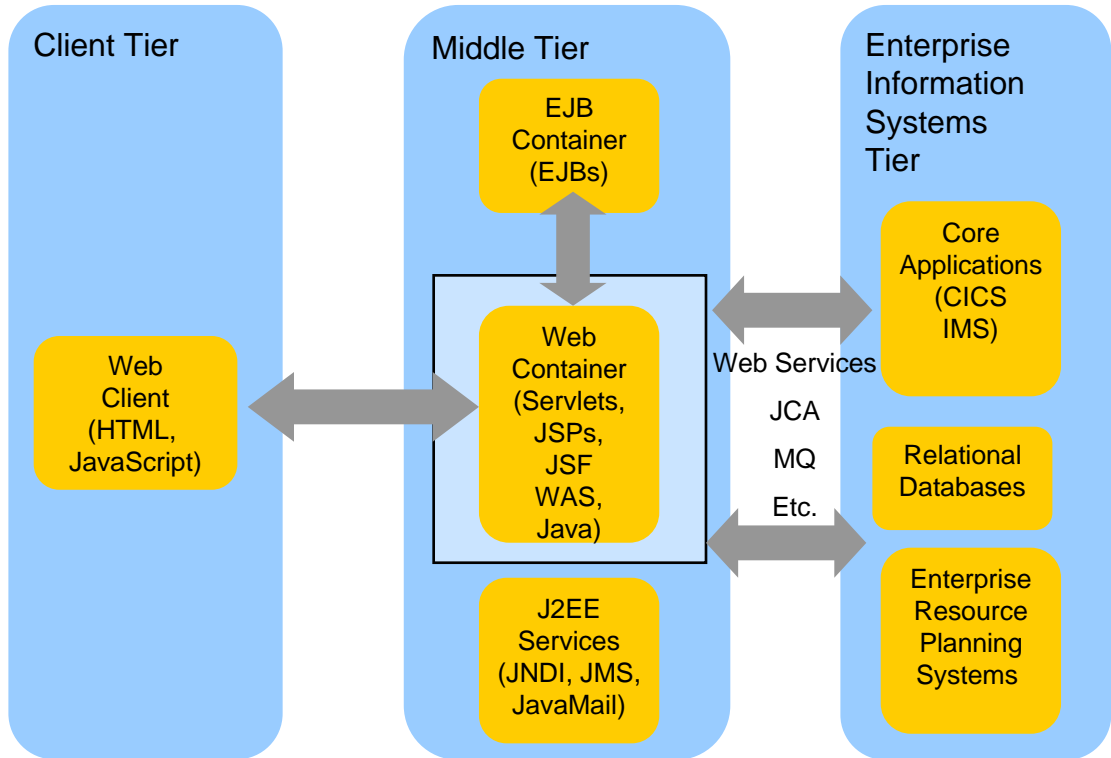 Client Tier
Web
Client
(HTML,
JavaScript)
Middle Tier
EJB
Container
(EJBs)
Web
Container
(Servlets,
JSPs,
JSF
WAS,
Java)
J2EE
Services
(JNDI, JMS,
JavaMail)
Web Services
JCA
MQ
Etc.
Enterprise
Information
Systems
Tier
Core
Applications
(CICS
IMS)
Relational
Databases
Enterprise
Resource
Planning
Systems